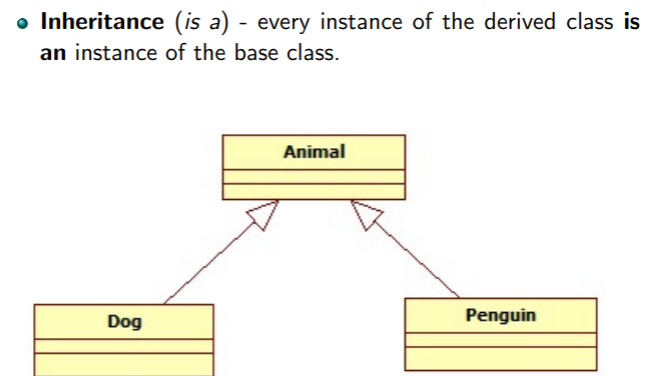 Inheritance (is a) - every instance of the derived class is
an instance of the base class.
Animal
Dog
Penguin